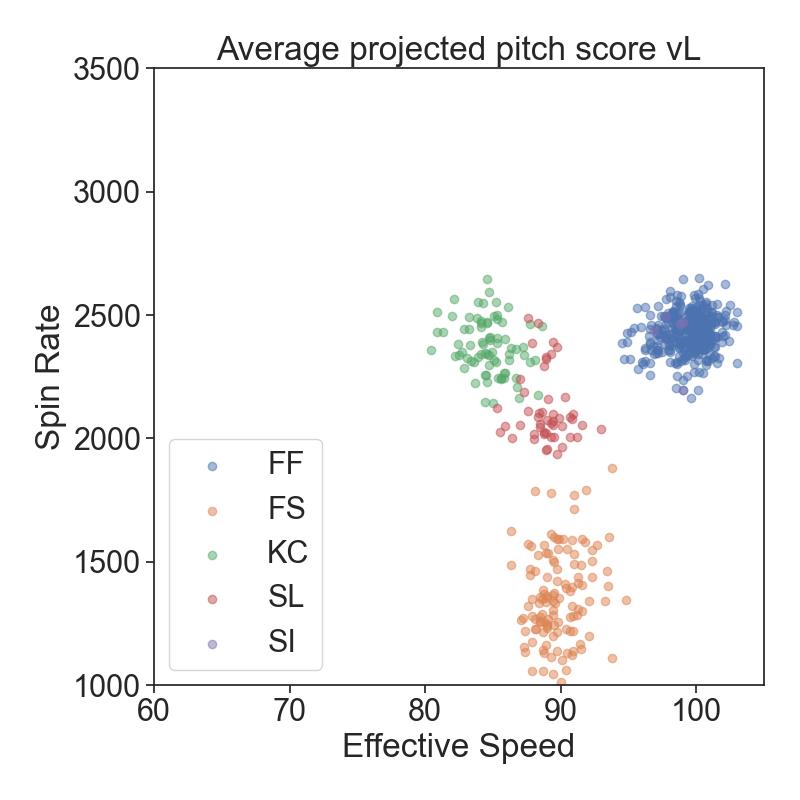 Average projected pitch score vL
3500
3000
2500
2000
1500
1000
Spin Rate
FF
FS
KC
SL
SI
60 70 80 90 100
Effective Speed